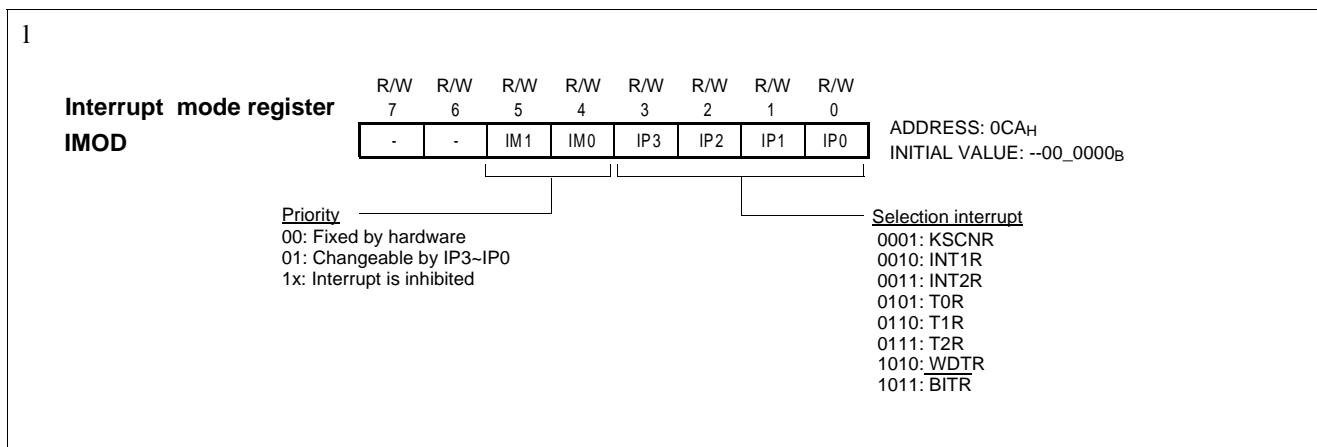 1
R/W R/W R/W R/W R/W R/W R/W R/W
Interrupt mode register 7 6 5 4 3 2 1 0
IMOD - - IM1 IM0 IP3 IP2 IP1 IP0
ADDRESS: 0CAH
INITIAL VALUE: --00_0000B
Priority
00: Fixed by hardware
01: Changeable by IP3~IP0
1x: Interrupt is inhibited
Selection interrupt
0001: KSCNR
0010: INT1R
0011: INT2R
0101: T0R
0110: T1R
0111: T2R
1010: WDTR
1011: BITR